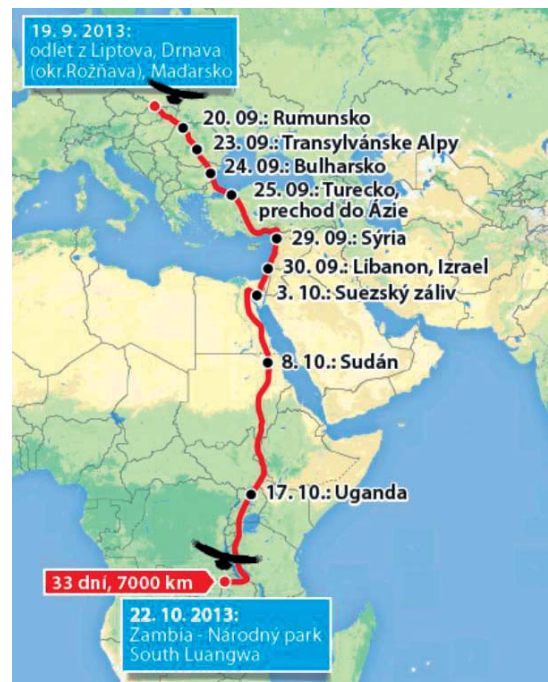 19. 9. 2013:
odlet z Liptova, Drnava
(okr.Rožňava), Maďarsko
20. 09.: Rumunsko
23. 09.: Transylvánske Alpy
24. 09.: Bulharsko
25. 09.: Turecko,
prechod do Ázie
29. 09.: Sýria
30. 09.: Libanon, Izrael
3. 10.: Suezský záliv
8. 10.: Sudán
17. 10.: Uganda
33 dní, 7000 km
22. 10. 2013:
Zambia - Národný park
South Luangwa